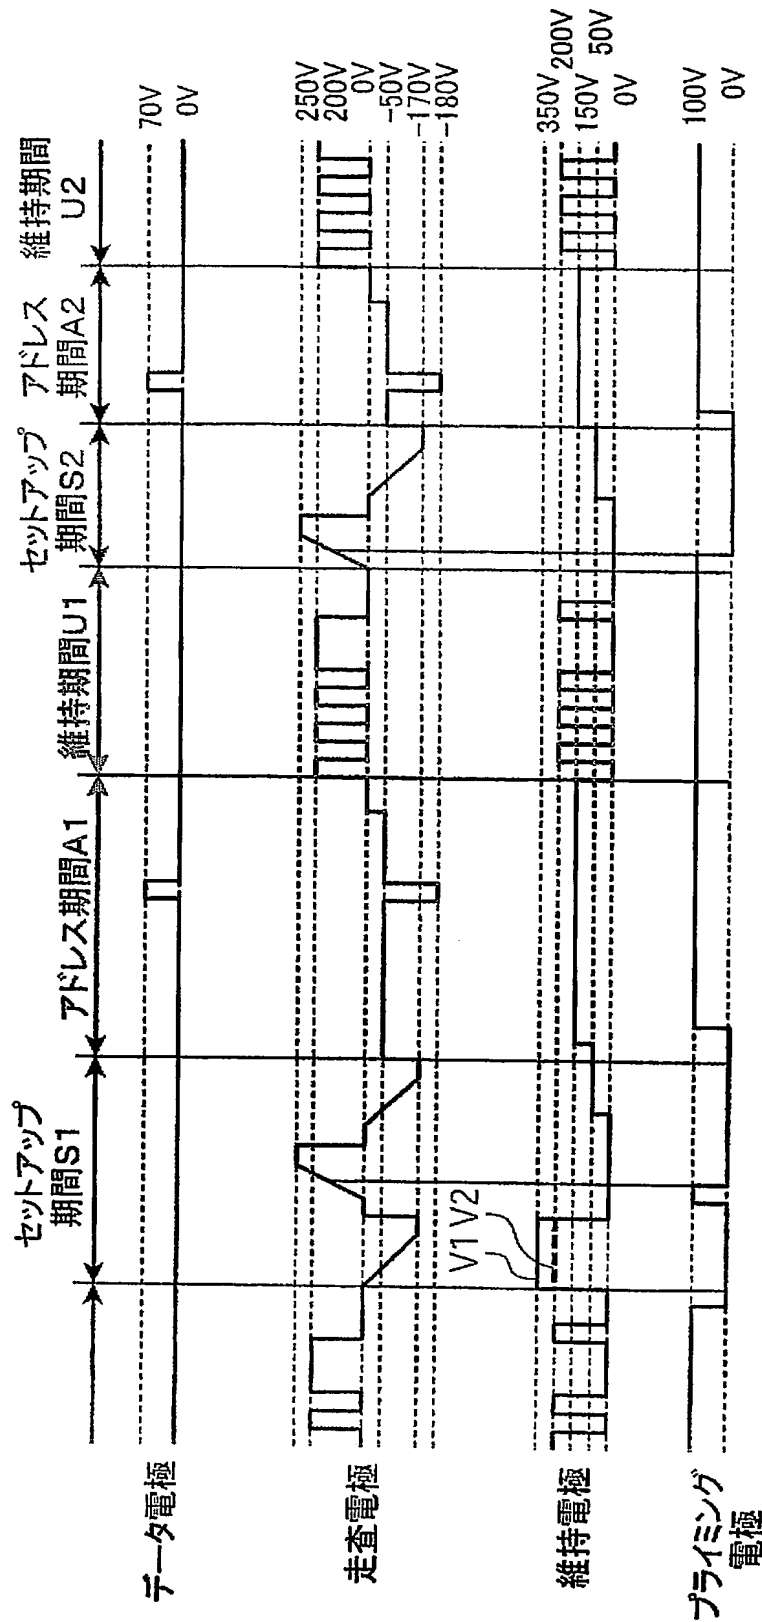 セットアップ
期間S1
アドレス期間A1
維持期間U1
セットアップ
期間S2
アドレス
期間A2
維持期間
U2
データ電極
70V
0V
走査電極
250V
200V
0V
-50V
-170V
-180V
維持電極
V1 V2
350V
200V
150V
50V
0V
プライミング
電極
100V
0V